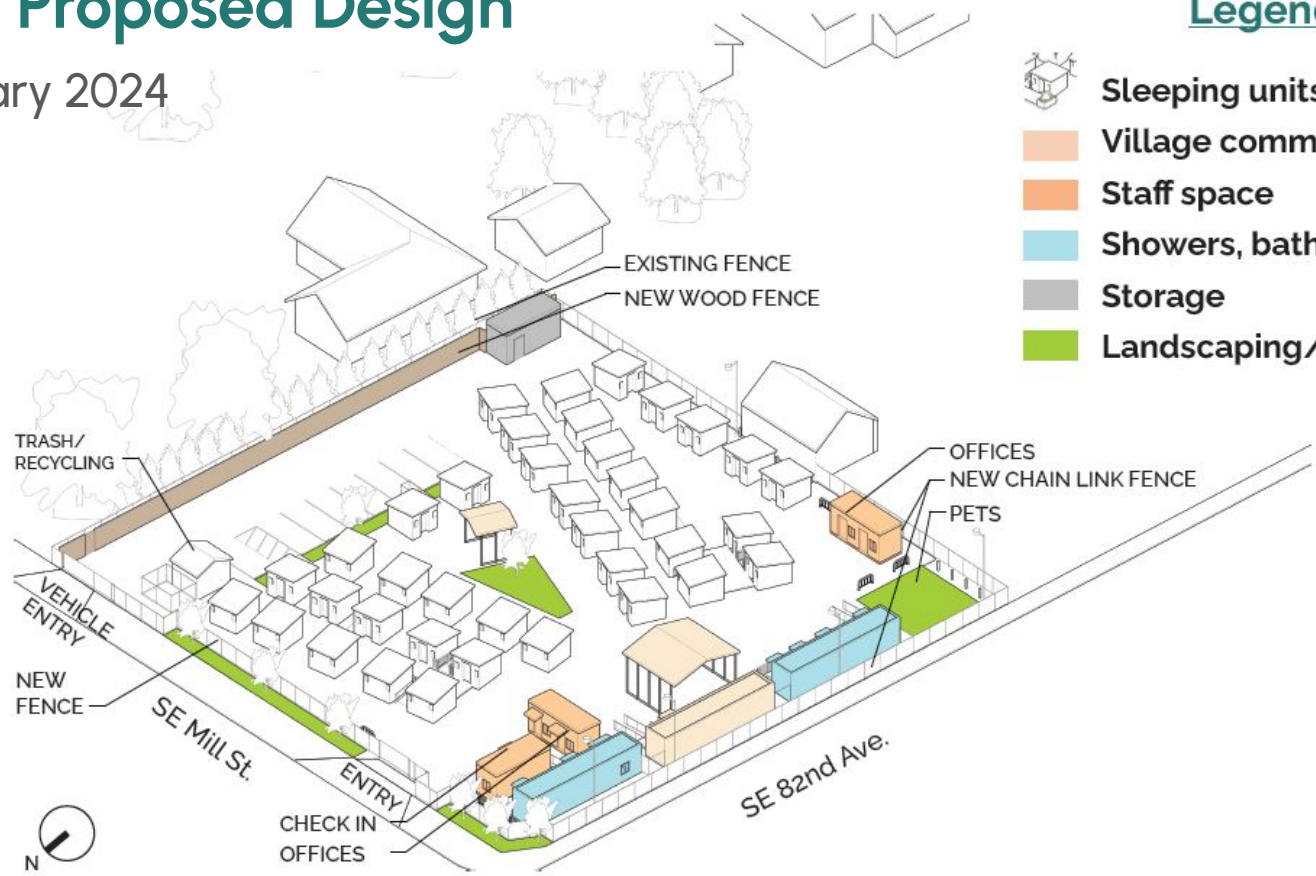 Proposed Design
ary 2024
Legen
Sleeping units
Village comm
Staff space
Showers, bath
Storage
Landscaping/
EXISTING FENCE
NEW WOOD FENCE
TRASH/
RECYCLING
OFFICES
NEW CHAIN LINK FENCE
PETS
VEHICLE
ENTRY
NEW
FENCE
SE Mill St.
ENTRY
SE 82nd Ave.
CHECK IN
OFFICES
N